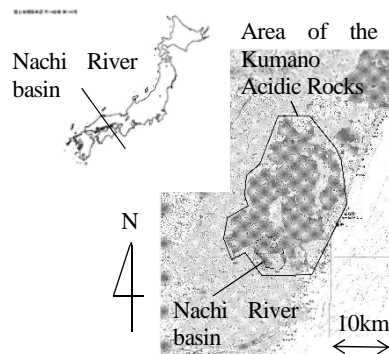 Nachi River
basin
Area of the
Kumano
Acidic Rocks
N
Nachi River
basin
10km